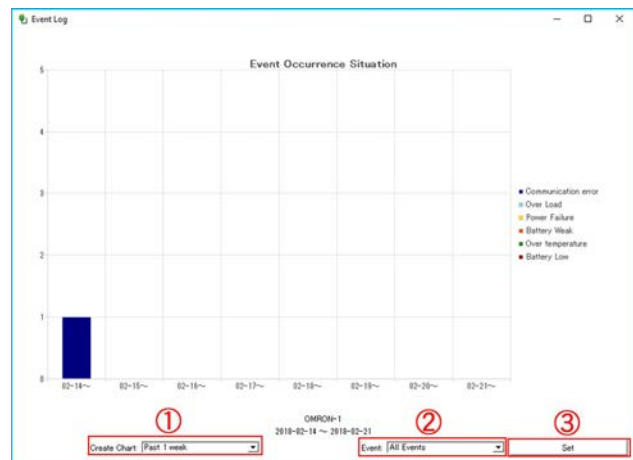 Event Log
Event Occurrence Situation
5
4
3
2
1
0
Communication error
Over Load
Power Failure
Battery Weak
Over temperature
Battery Low
02-14～ 02-15～ 02-16～ 02-17～ 02-18～ 02-19～ 02-20～ 02-21～
OMRON-1
2018-02-14 ～ 2018-02-21
① ② ③
Create Chart: Past 1 week Event: All Events Set